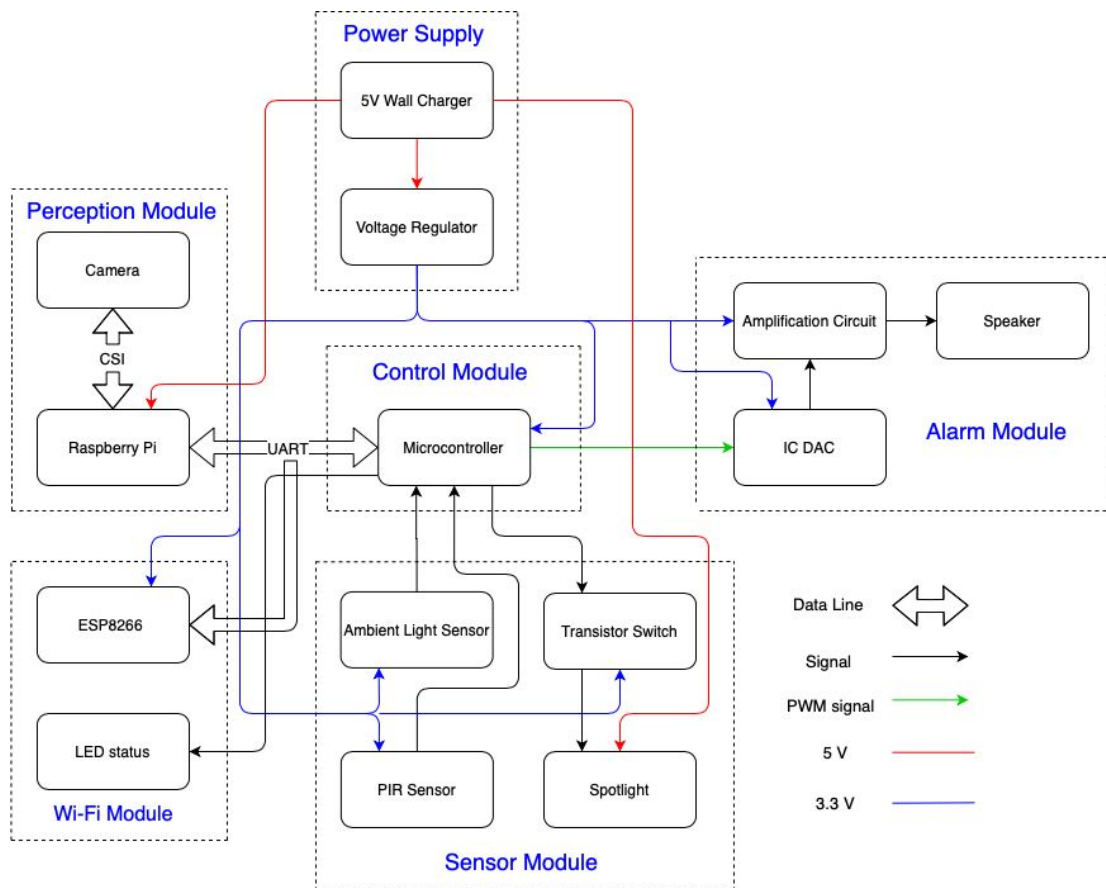 Power Supply
5V Wall Charger
Voltage Regulator
Perception Module
Camera
CSI
Raspberry Pi
Control Module
Microcontroller
UART
Amplification Circuit
Speaker
IC DAC
Alarm Module
ESP8266
LED status
Wi-Fi Module
Ambient Light Sensor
Transistor Switch
PIR Sensor
Spotlight
Sensor Module
Data Line
Signal
PWM signal
5 V
3.3 V